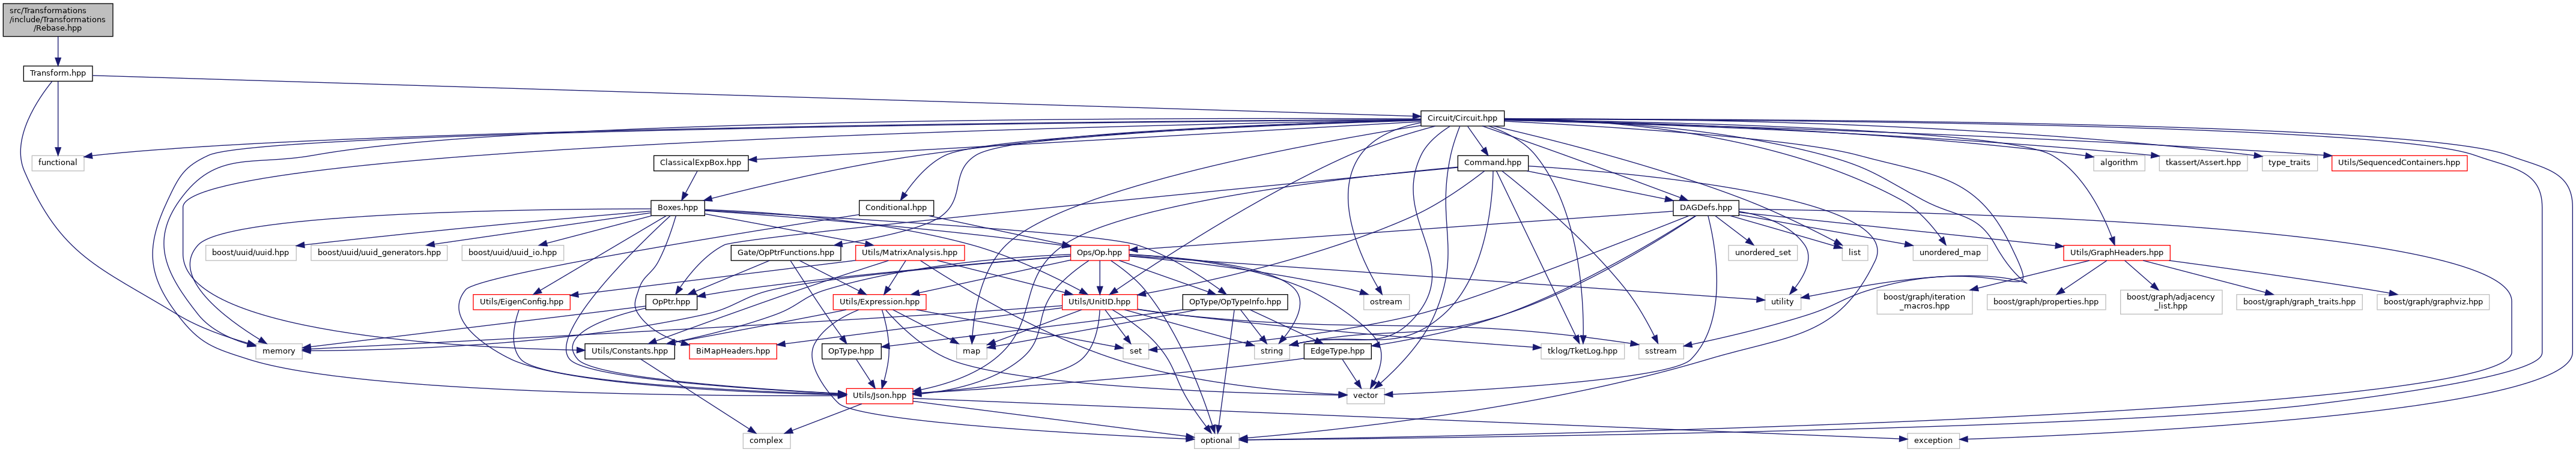 src/Transformations
/include/Transformations
/Rebase.hpp
Transform.hpp
Circuit/Circuit.hpp
functional
ClassicalExpBox.hpp
Command.hpp
algorithm
tkassert/Assert.hpp
type_traits
Utils/SequencedContainers.hpp
Boxes.hpp
Conditional.hpp
DAGDefs.hpp
boost/uuid/uuid.hpp
boost/uuid/uuid_generators.hpp
boost/uuid/uuid_io.hpp
Gate/OpPtrFunctions.hpp
Utils/MatrixAnalysis.hpp
Ops/Op.hpp
unordered_set
list
unordered_map
Utils/GraphHeaders.hpp
Utils/EigenConfig.hpp
OpPtr.hpp
Utils/Expression.hpp
Utils/UnitID.hpp
OpType/OpTypeInfo.hpp
ostream
utility
boost/graph/iteration
_macros.hpp
boost/graph/properties.hpp
boost/graph/adjacency
_list.hpp
boost/graph/graph_traits.hpp
boost/graph/graphviz.hpp
memory
Utils/Constants.hpp
BiMapHeaders.hpp
OpType.hpp
map
set
string
EdgeType.hpp
tklog/TketLog.hpp
sstream
Utils/Json.hpp
vector
complex
optional
exception